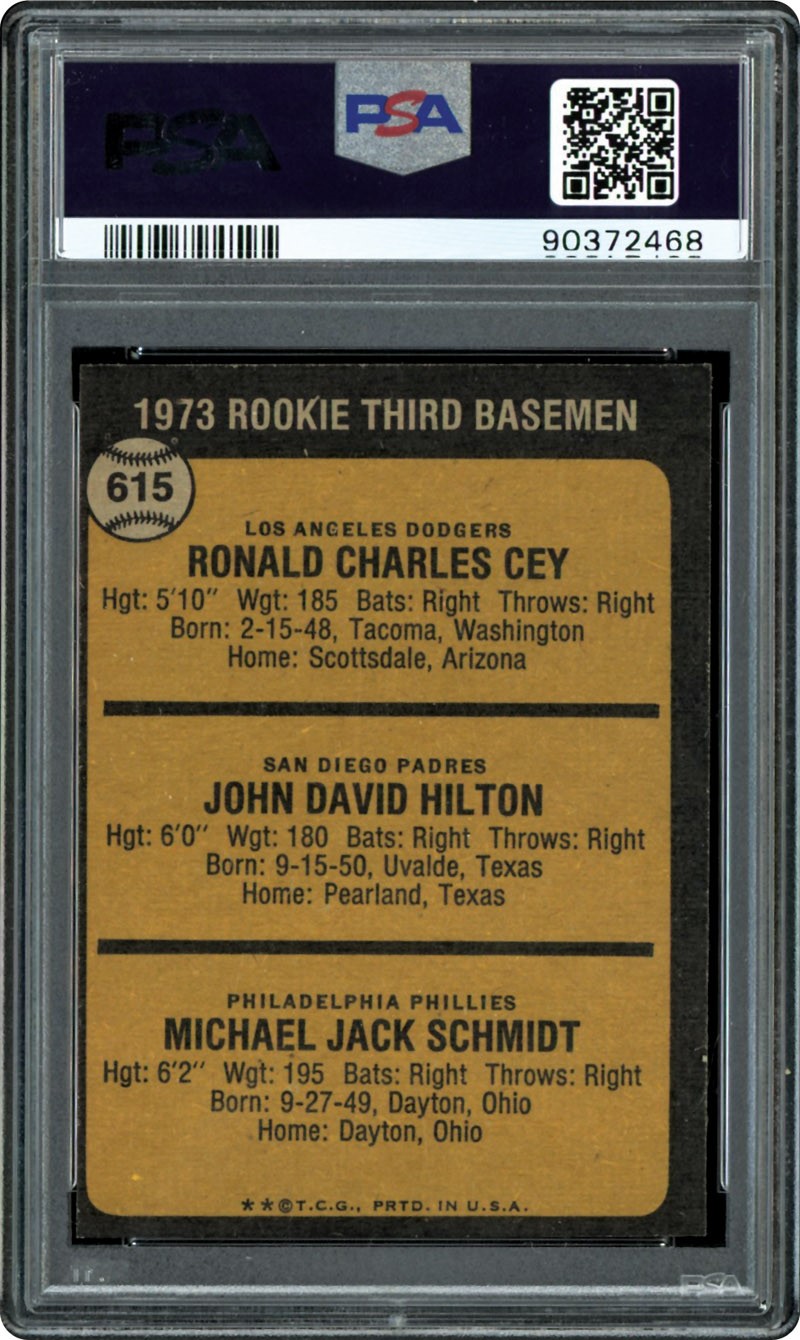 PSA
PSA
90372468
1973 ROOKIE THIRD BASEMEN
615
LOS ANGELES DODGERS
RONALD CHARLES CEY
Hgt: 5'10" Wgt: 185 Bats: Right Throws: Right
Born: 2-15-48, Tacoma, Washington
Home: Scottsdale, Arizona
SAN DIEGO PADRES
JOHN DAVID HILTON
Hgt: 6'0" Wgt: 180 Bats: Right Throws: Right
Born: 9-15-50, Uvalde, Texas
Home: Pearland, Texas
PHILADELPHIA PHILLIES
MICHAEL JACK SCHMIDT
Hgt: 6'2" Wgt: 195 Bats: Right Throws: Right
Born: 9-27-49, Dayton, Ohio
Home: Dayton, Ohio
**©T.C.G., PRTD. IN U.S.A.
PSA